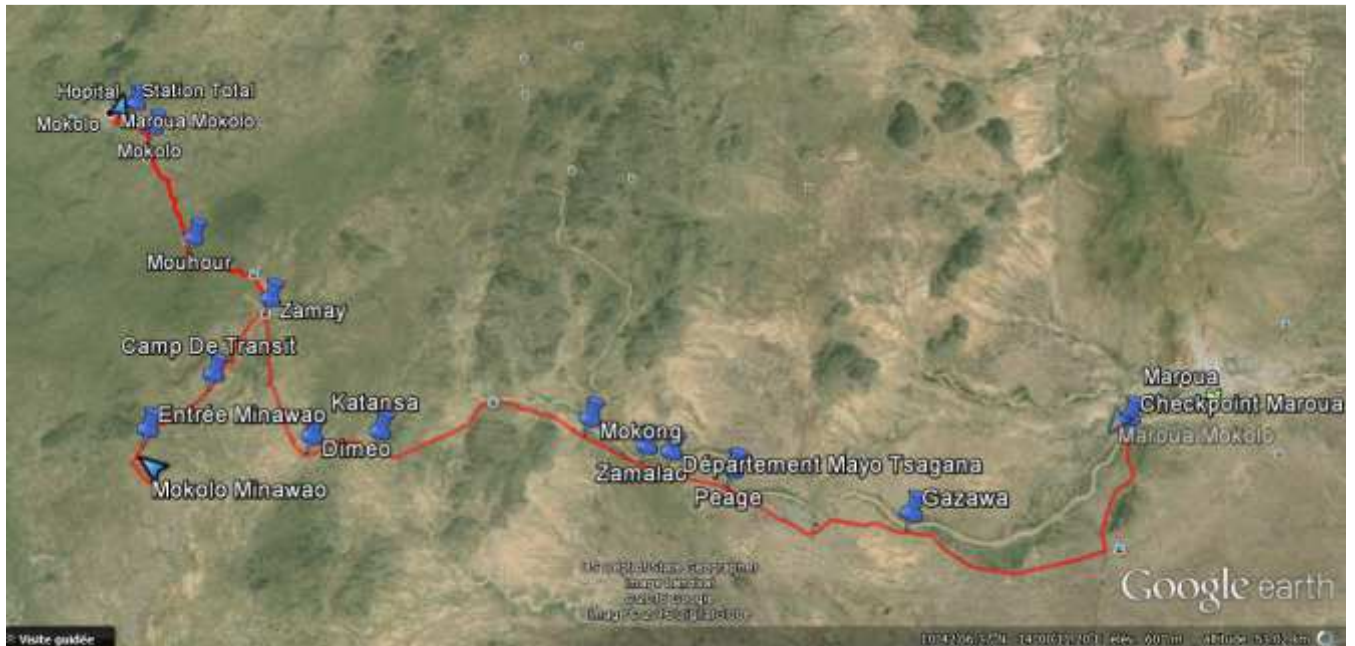 Hopital
Station Total
Mokolo
Maroua Mokolo
Mokolo
Mouhour
Zamay
Camp De Transit
Entrée Minawao
Katansa
Dimeo
Mokolo Minawao
Mokong
Zamalao
Département Mayo Tsagana
Peage
Gazawa
Maroua
Checkpoint Maroua
Maroua Mokolo
Google earth
Visite guidée